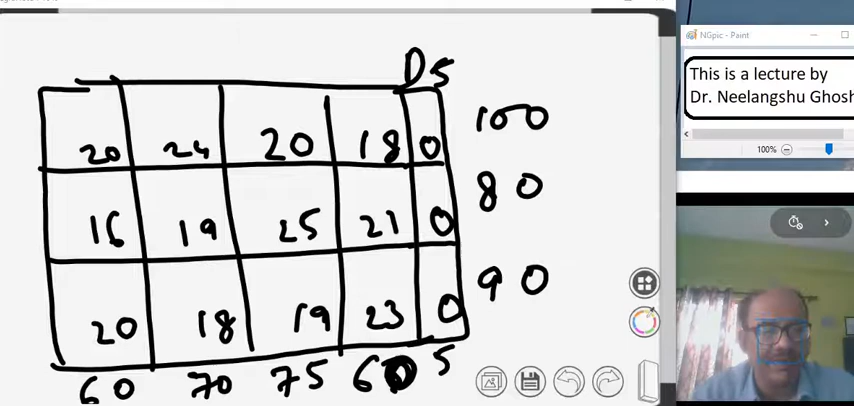 NGpic - Paint
This is a lecture by
Dr. Neelangshu Ghosh
100%
D5
20 24 20 18 0 100
16 19 25 21 0 80
20 18 19 23 0 90
60 70 75 60 5